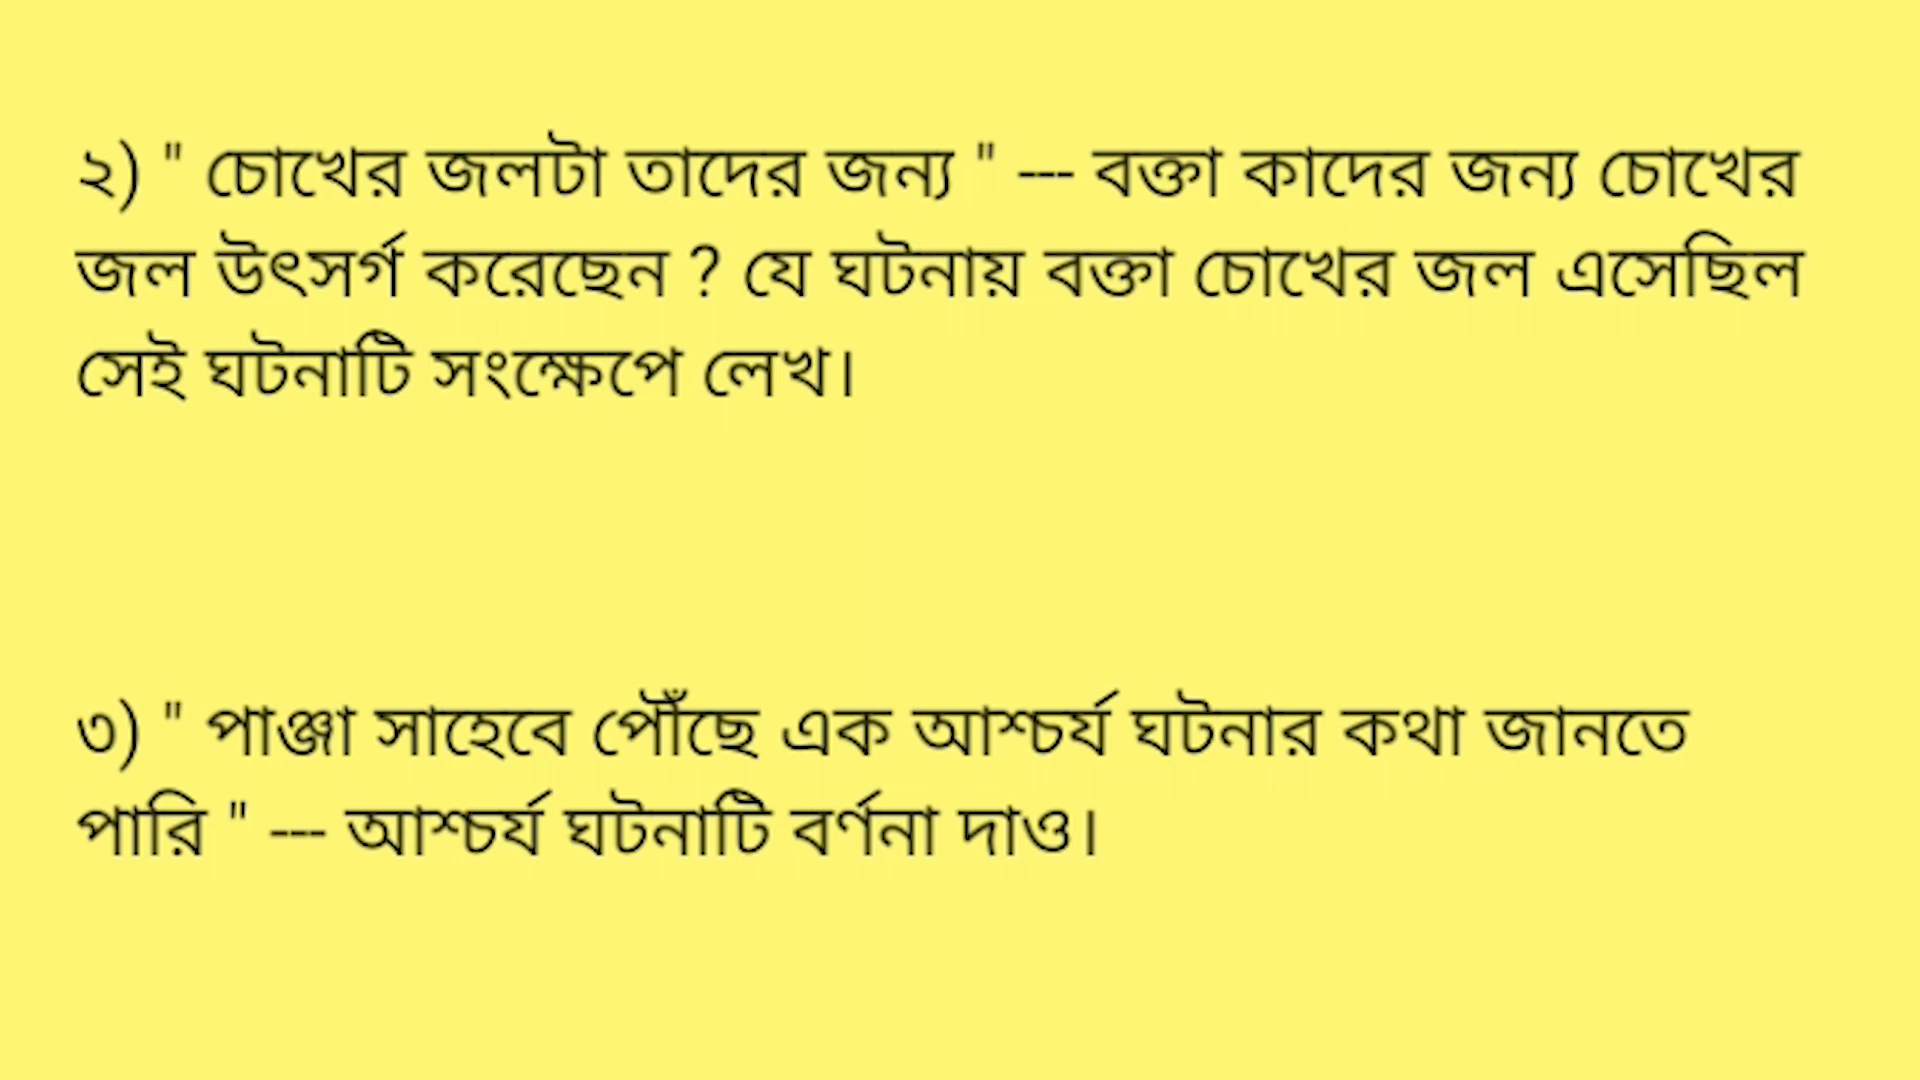 ২) " চোখের জলটা তাদের জন্য " --- বক্তা কাদের জন্য চোখের
জল উৎসর্গ করেছেন ? যে ঘটনায় বক্তা চোখের জল এসেছিল
সেই ঘটনাটি সংক্ষেপে লেখ।
৩) " পাঞ্জা সাহেবে পৌঁছে এক আশ্চর্য ঘটনার কথা জানতে
পারি " --- আশ্চর্য ঘটনাটি বর্ণনা দাও।